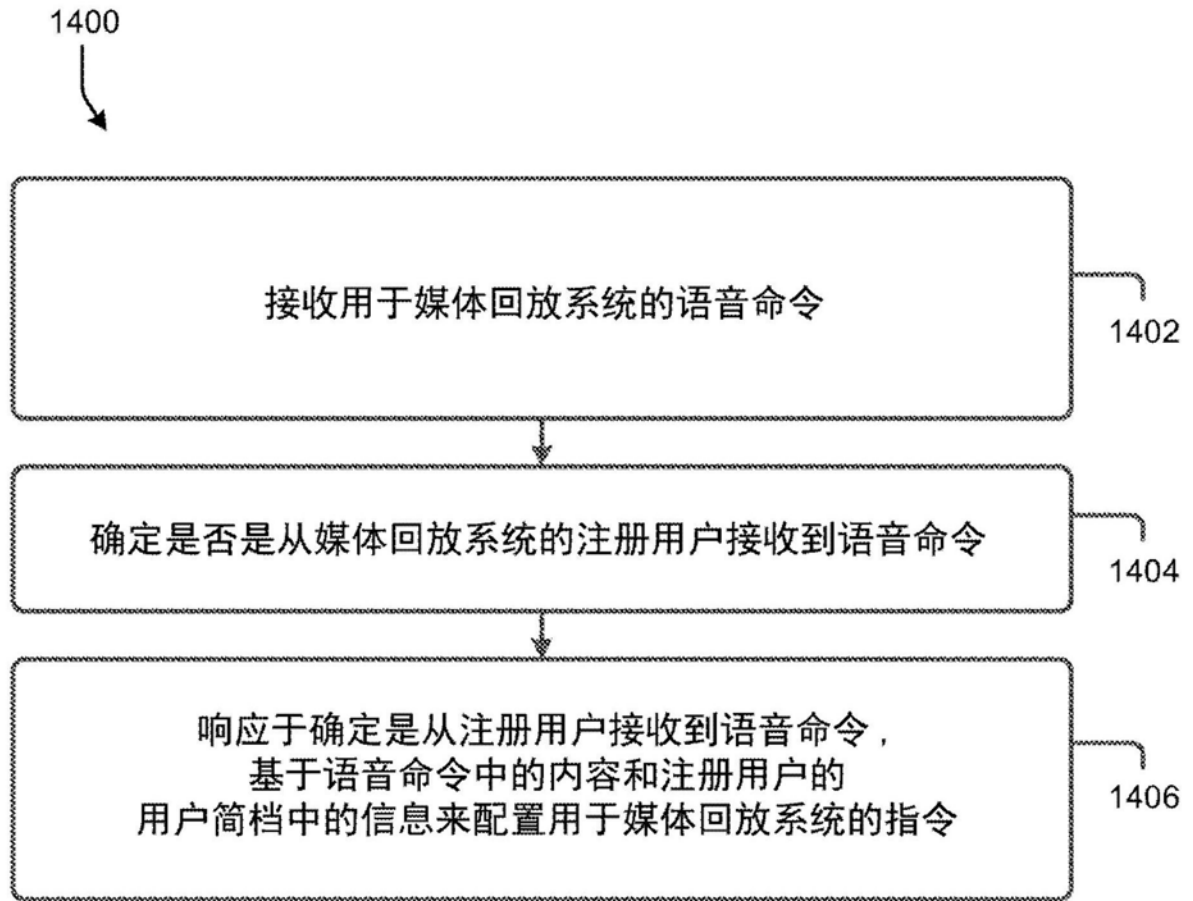 1400
接收用于媒体回放系统的语音命令
1402
确定是否是从媒体回放系统的注册用户接收到语音命令
1404
响应于确定是从注册用户接收到语音命令，
基于语音命令中的内容和注册用户的
用户简档中的信息来配置用于媒体回放系统的指令
1406